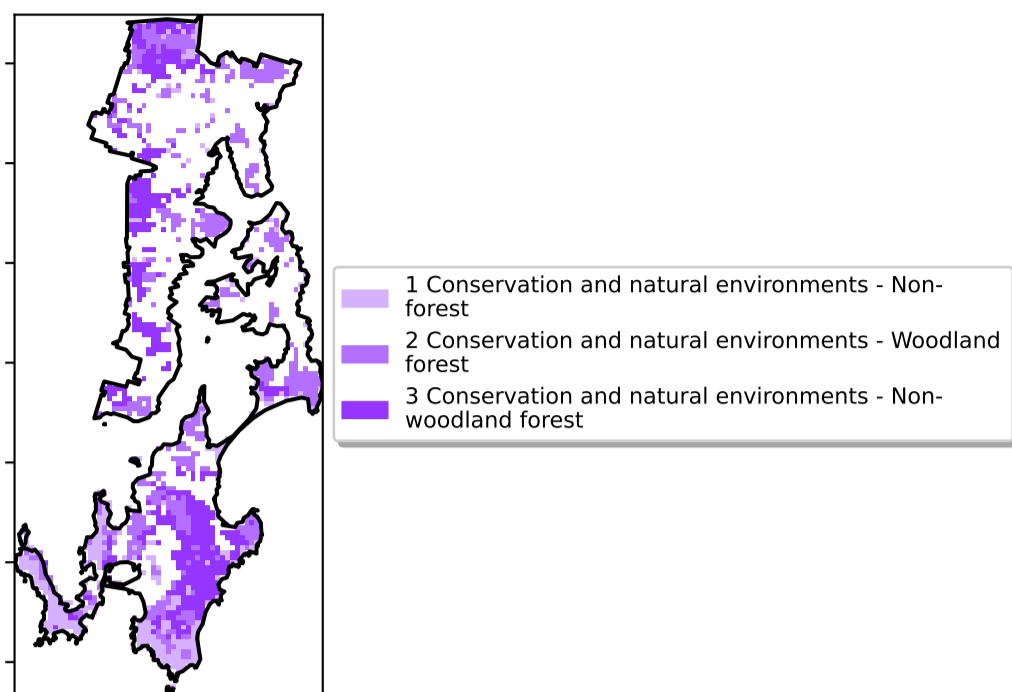 1 Conservation and natural environments - Non-
forest
2 Conservation and natural environments - Woodland
forest
3 Conservation and natural environments - Non-
woodland forest